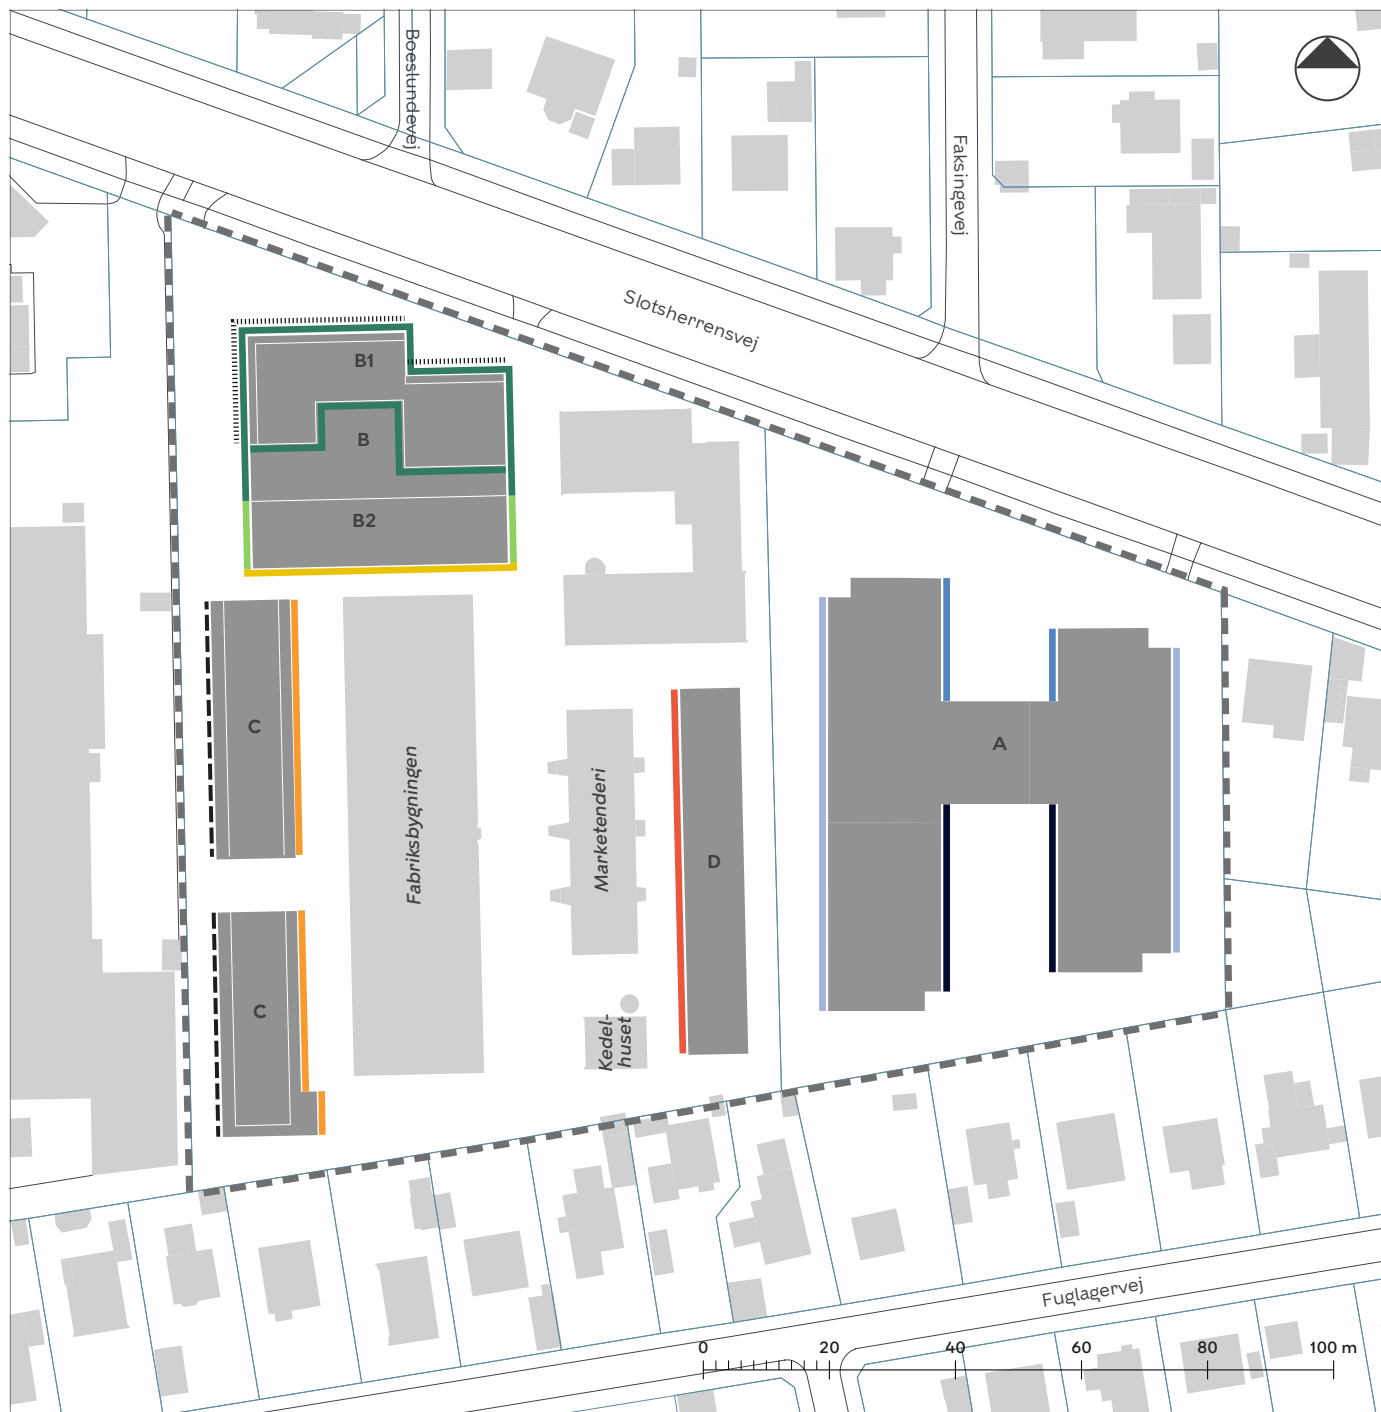 Boeslundevej
Faksingevej
Slotsherrensvej
B1
B
B2
C
Fabriksbygningen
Marketenderi
D
A
C
Kedel-
huset
Fuglagervej
0 20 40 60 80 100 m